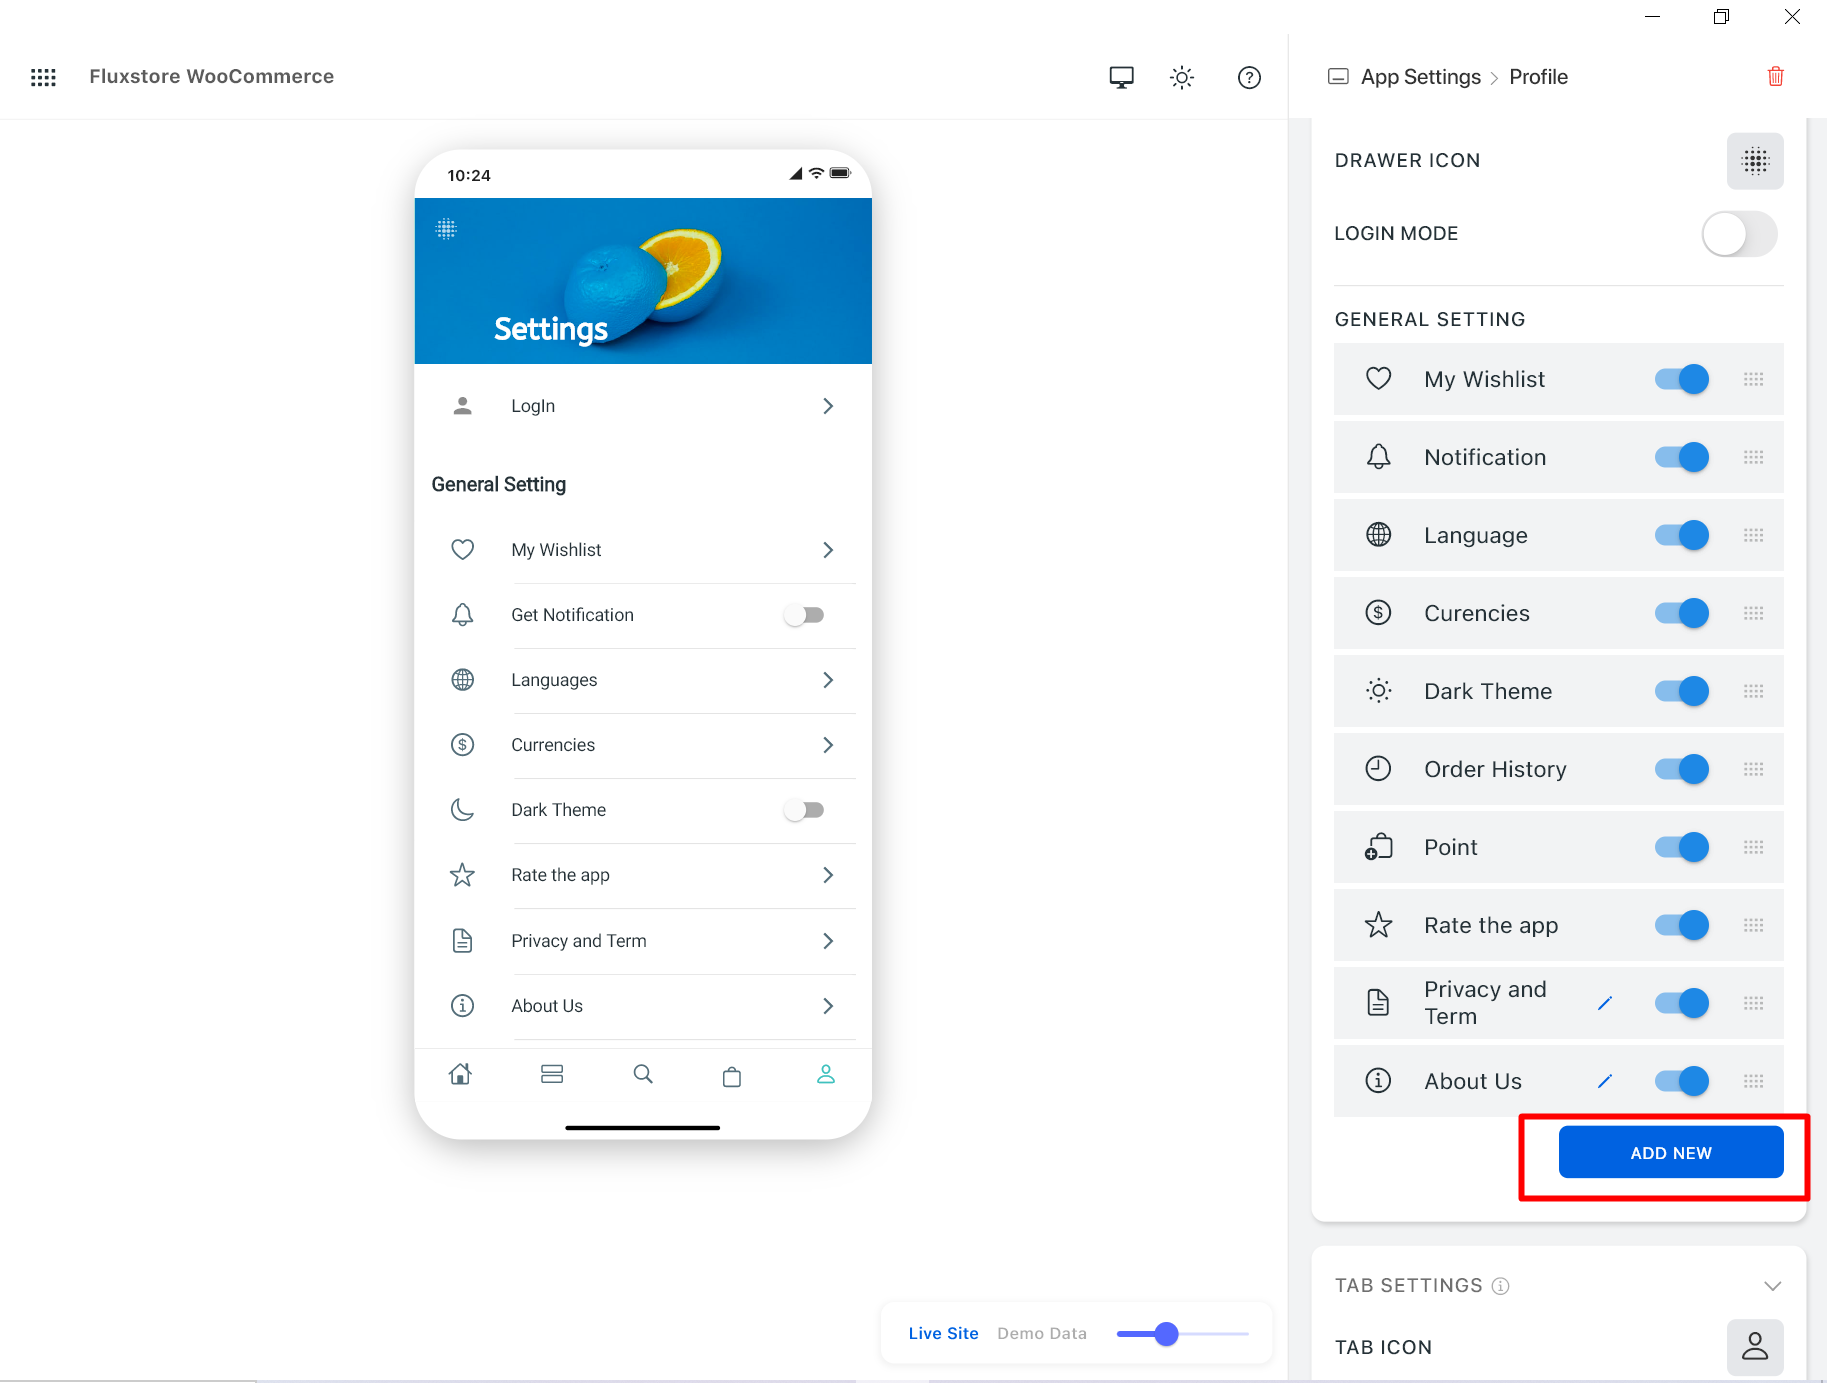 Fluxstore WooCommerce
App Settings > Profile
10:24
Settings
LogIn
General Setting
My Wishlist
Get Notification
Languages
Currencies
Dark Theme
Rate the app
Privacy and Term
About Us
Live Site
Demo Data
DRAWER ICON
LOGIN MODE
GENERAL SETTING
My Wishlist
Notification
Language
Curencies
Dark Theme
Order History
Point
Rate the app
Privacy and
Term
About Us
ADD NEW
TAB SETTINGS
TAB ICON